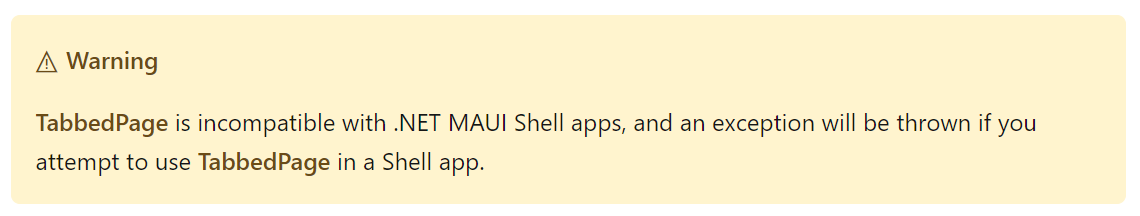 ⚠ Warning
TabbedPage is incompatible with .NET MAUI Shell apps, and an exception will be thrown if you
attempt to use TabbedPage in a Shell app.